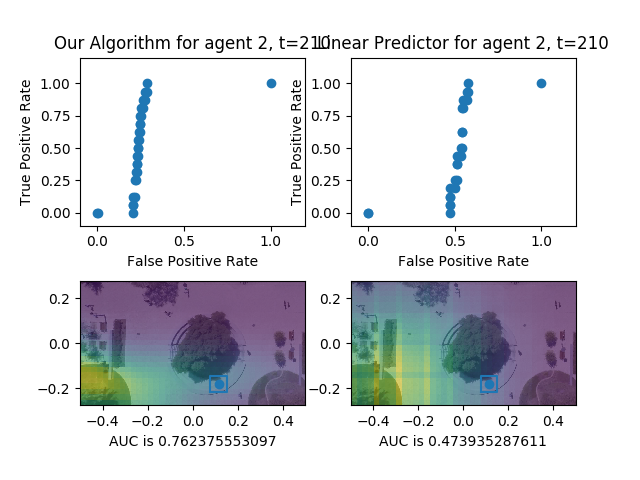 Our Algorithm for agent 2, t=210
Linear Predictor for agent 2, t=210
True Positive Rate
1.00
0.75
0.50
0.25
0.00
0.0 0.5 1.0
False Positive Rate
True Positive Rate
1.00
0.75
0.50
0.25
0.00
0.0 0.5 1.0
False Positive Rate
0.2
0.0
−0.2
−0.4 −0.2 0.0 0.2 0.4
AUC is 0.762375553097
0.2
0.0
−0.2
−0.4 −0.2 0.0 0.2 0.4
AUC is 0.473935287611